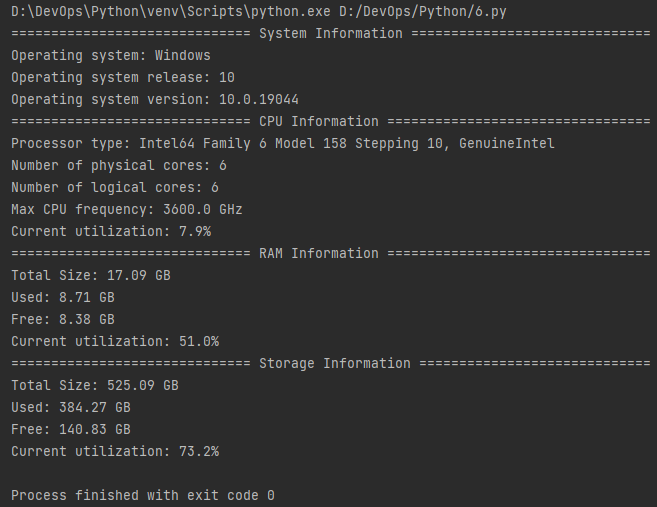 D:\DevOps\Python\venv\Scripts\python.exe D:/DevOps/Python/6.py
============================== System Information ==============================
Operating system: Windows
Operating system release: 10
Operating system version: 10.0.19044
============================== CPU Information =================================
Processor type: Intel64 Family 6 Model 158 Stepping 10, GenuineIntel
Number of physical cores: 6
Number of logical cores: 6
Max CPU frequency: 3600.0 GHz
Current utilization: 7.9%
============================== RAM Information =================================
Total Size: 17.09 GB
Used: 8.71 GB
Free: 8.38 GB
Current utilization: 51.0%
============================== Storage Information =============================
Total Size: 525.09 GB
Used: 384.27 GB
Free: 140.83 GB
Current utilization: 73.2%
Process finished with exit code 0